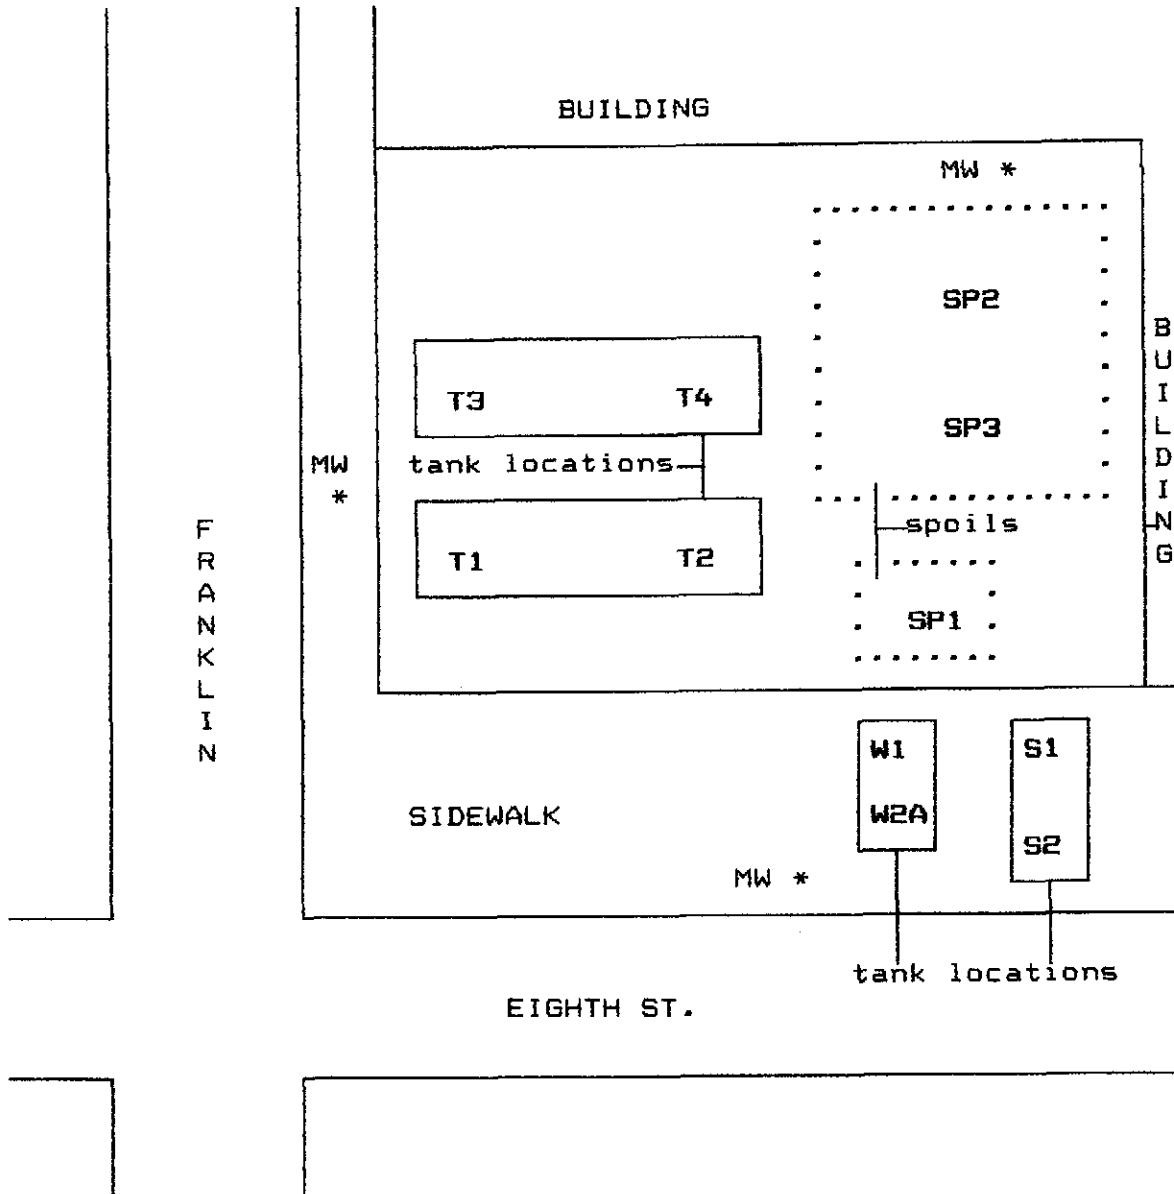 BUILDING
MW *
SP2
BUILDING
T3 T4
SP3
MW
*
tank locations
FRANKLIN
spoils
T1 T2
SP1
W1 S1
SIDEWALK
W2A
S2
MW *
tank locations
EIGHTH ST.